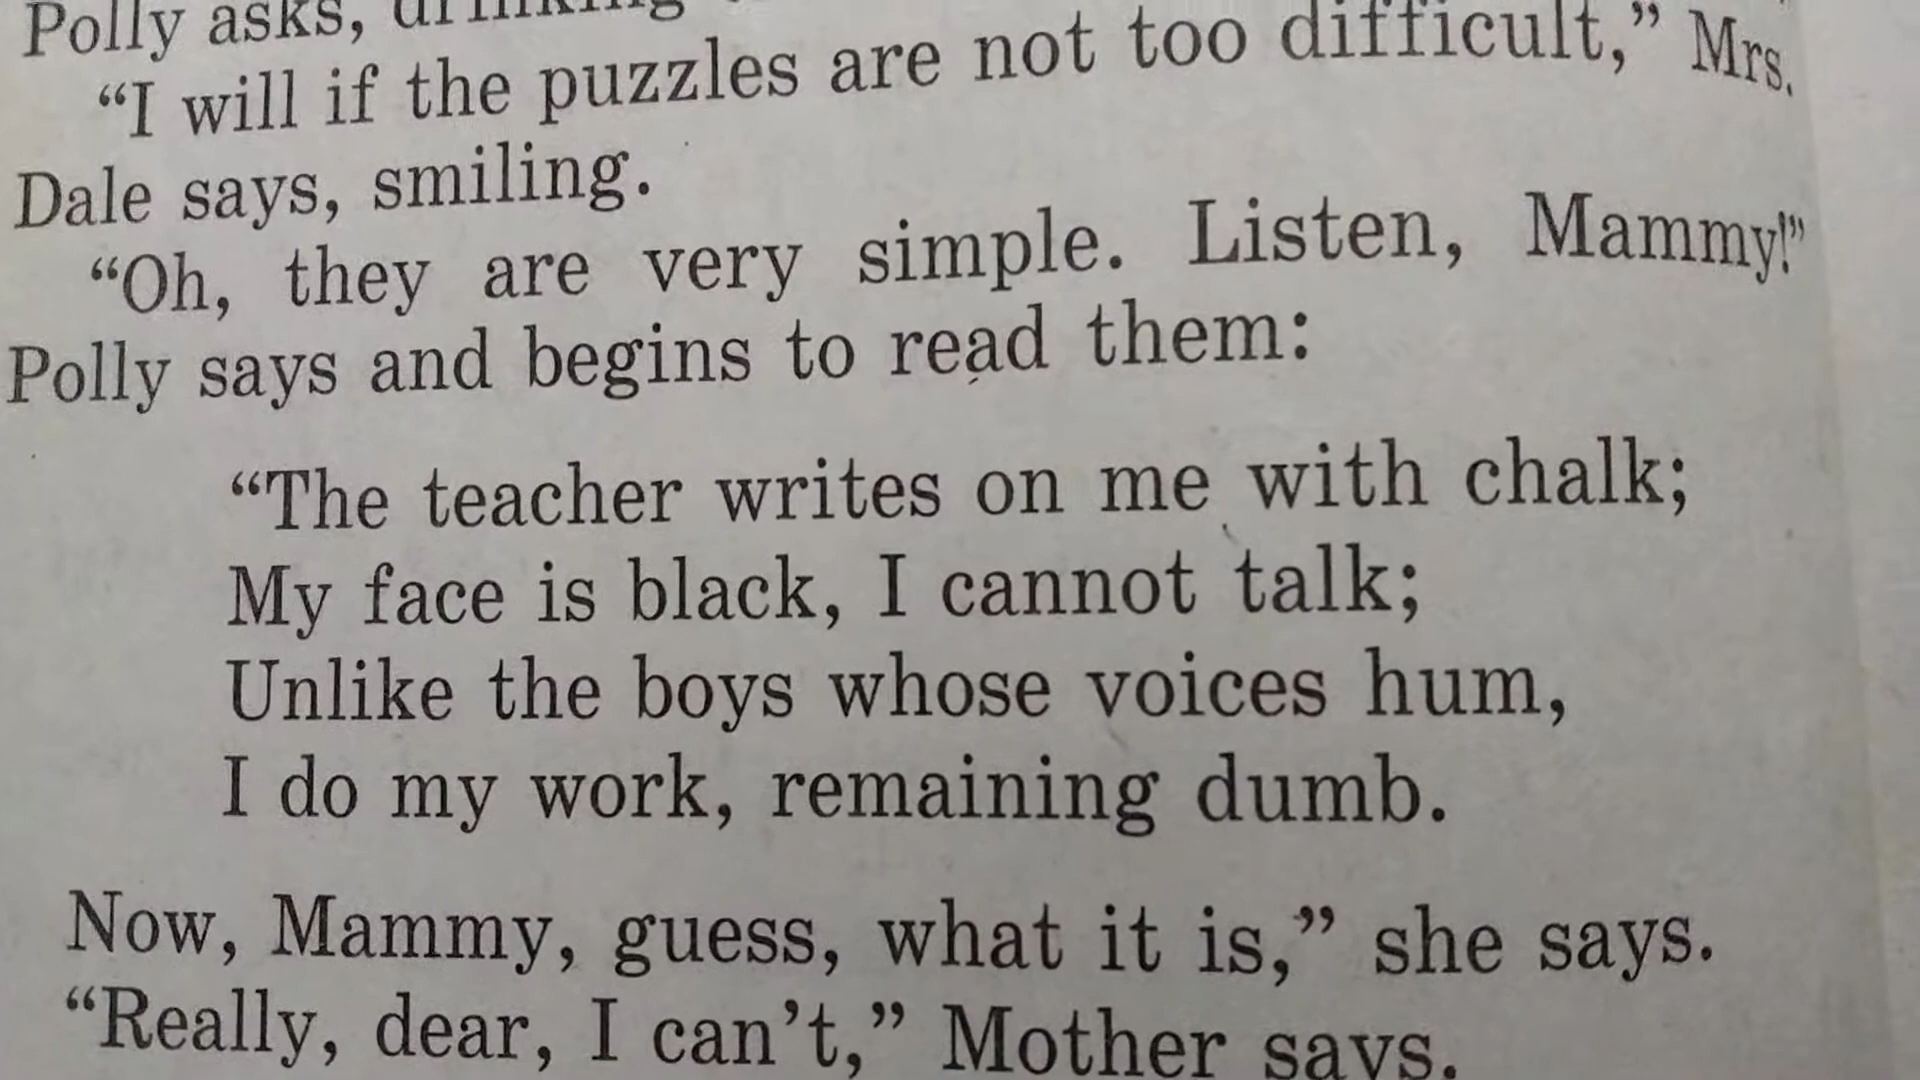 Polly asks, drinking
“I will if the puzzles are not too difficult,” Mrs.
Dale says, smiling.
“Oh, they are very simple. Listen, Mammy!”
Polly says and begins to read them:
“The teacher writes on me with chalk;
My face is black, I cannot talk;
Unlike the boys whose voices hum,
I do my work, remaining dumb.
Now, Mammy, guess, what it is,” she says.
“Really, dear, I can’t,” Mother says.